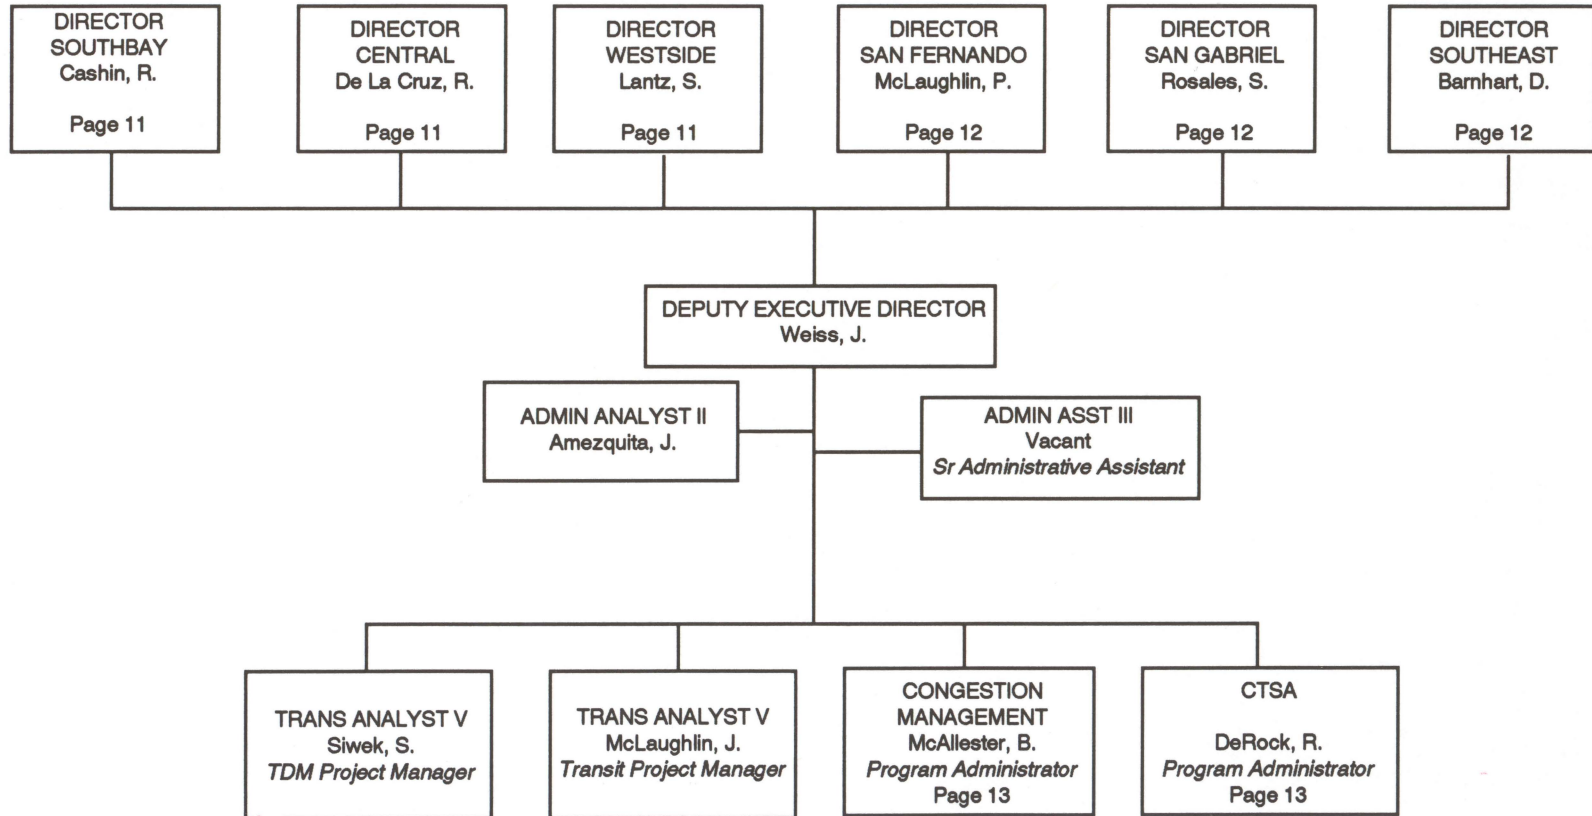 DIRECTOR
SOUTHBAY
Cashin, R.
Page 11
DIRECTOR
CENTRAL
De La Cruz, R.
Page 11
DIRECTOR
WESTSIDE
Lantz, S.
Page 11
DIRECTOR
SAN FERNANDO
McLaughlin, P.
Page 12
DIRECTOR
SAN GABRIEL
Rosales, S.
Page 12
DIRECTOR
SOUTHEAST
Barnhart, D.
Page 12
DEPUTY EXECUTIVE DIRECTOR
Weiss, J.
ADMIN ANALYST II
Amezquita, J.
ADMIN ASST III
Vacant
Sr Administrative Assistant
TRANS ANALYST V
Siwek, S.
TDM Project Manager
TRANS ANALYST V
McLaughlin, J.
Transit Project Manager
CONGESTION
MANAGEMENT
McAllester, B.
Program Administrator
Page 13
CTSA
DeRock, R.
Program Administrator
Page 13